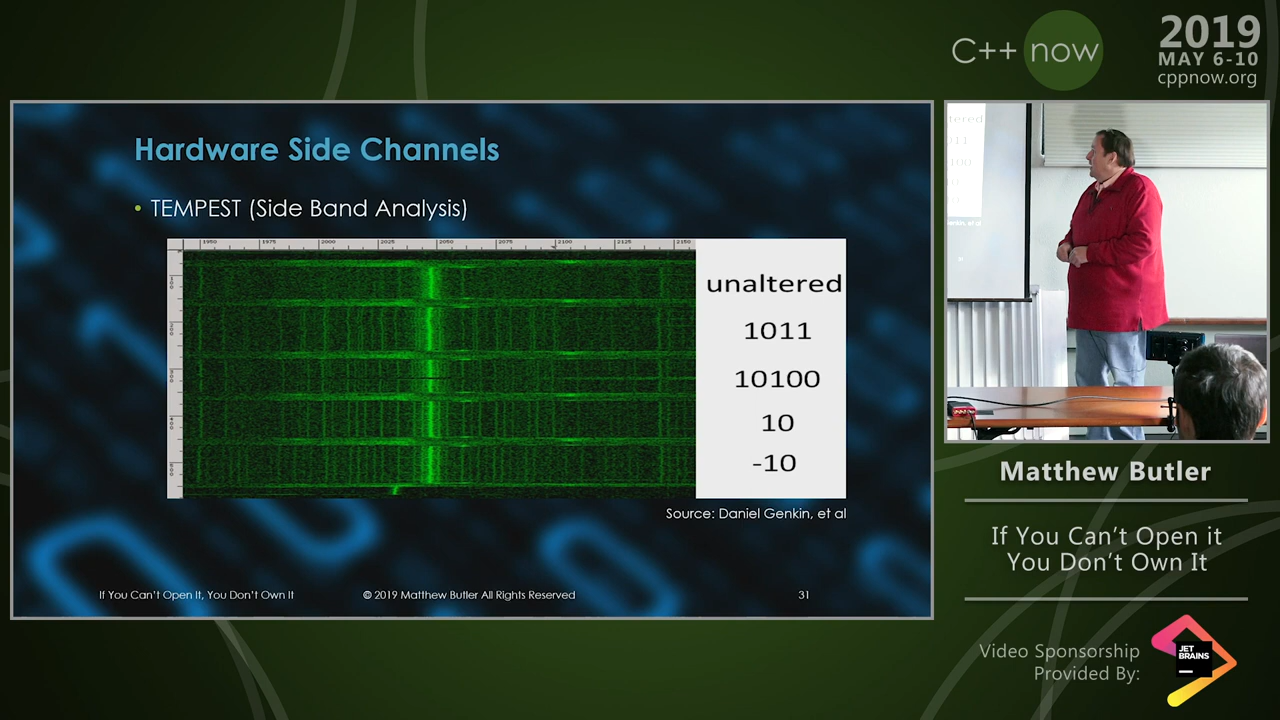 C++ now
2019
MAY 6-10
cppnow.org
Hardware Side Channels
• TEMPEST (Side Band Analysis)
1950 1975 2000 2025 2050 2075 2100 2125 2150
unaltered
1011
10100
10
-10
Source: Daniel Genkin, et al
If You Can't Open It, You Don't Own It
© 2019 Matthew Butler All Rights Reserved
31
Matthew Butler
If You Can't Open it
You Don't Own It
Video Sponsorship
Provided By:
JET
BRAINS